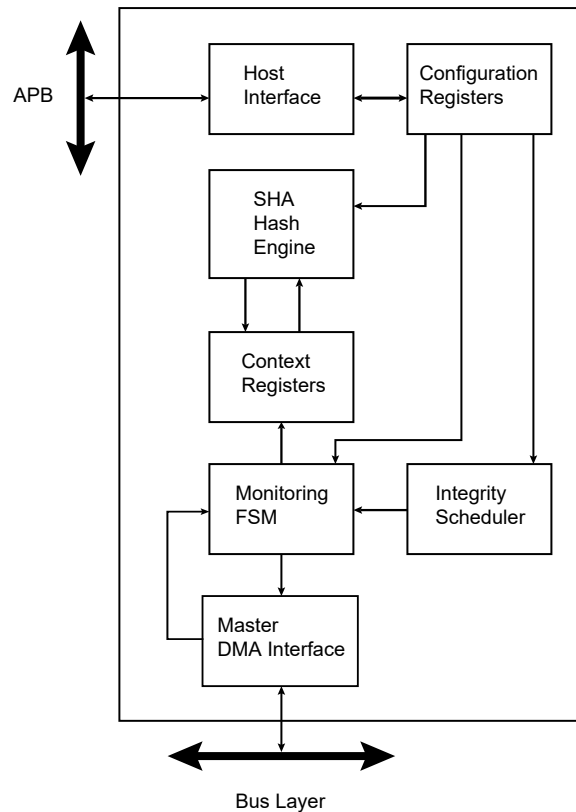 APB
Host
Interface
Configuration
Registers
SHA
Hash
Engine
Context
Registers
Monitoring
FSM
Integrity
Scheduler
Master
DMA Interface
Bus Layer